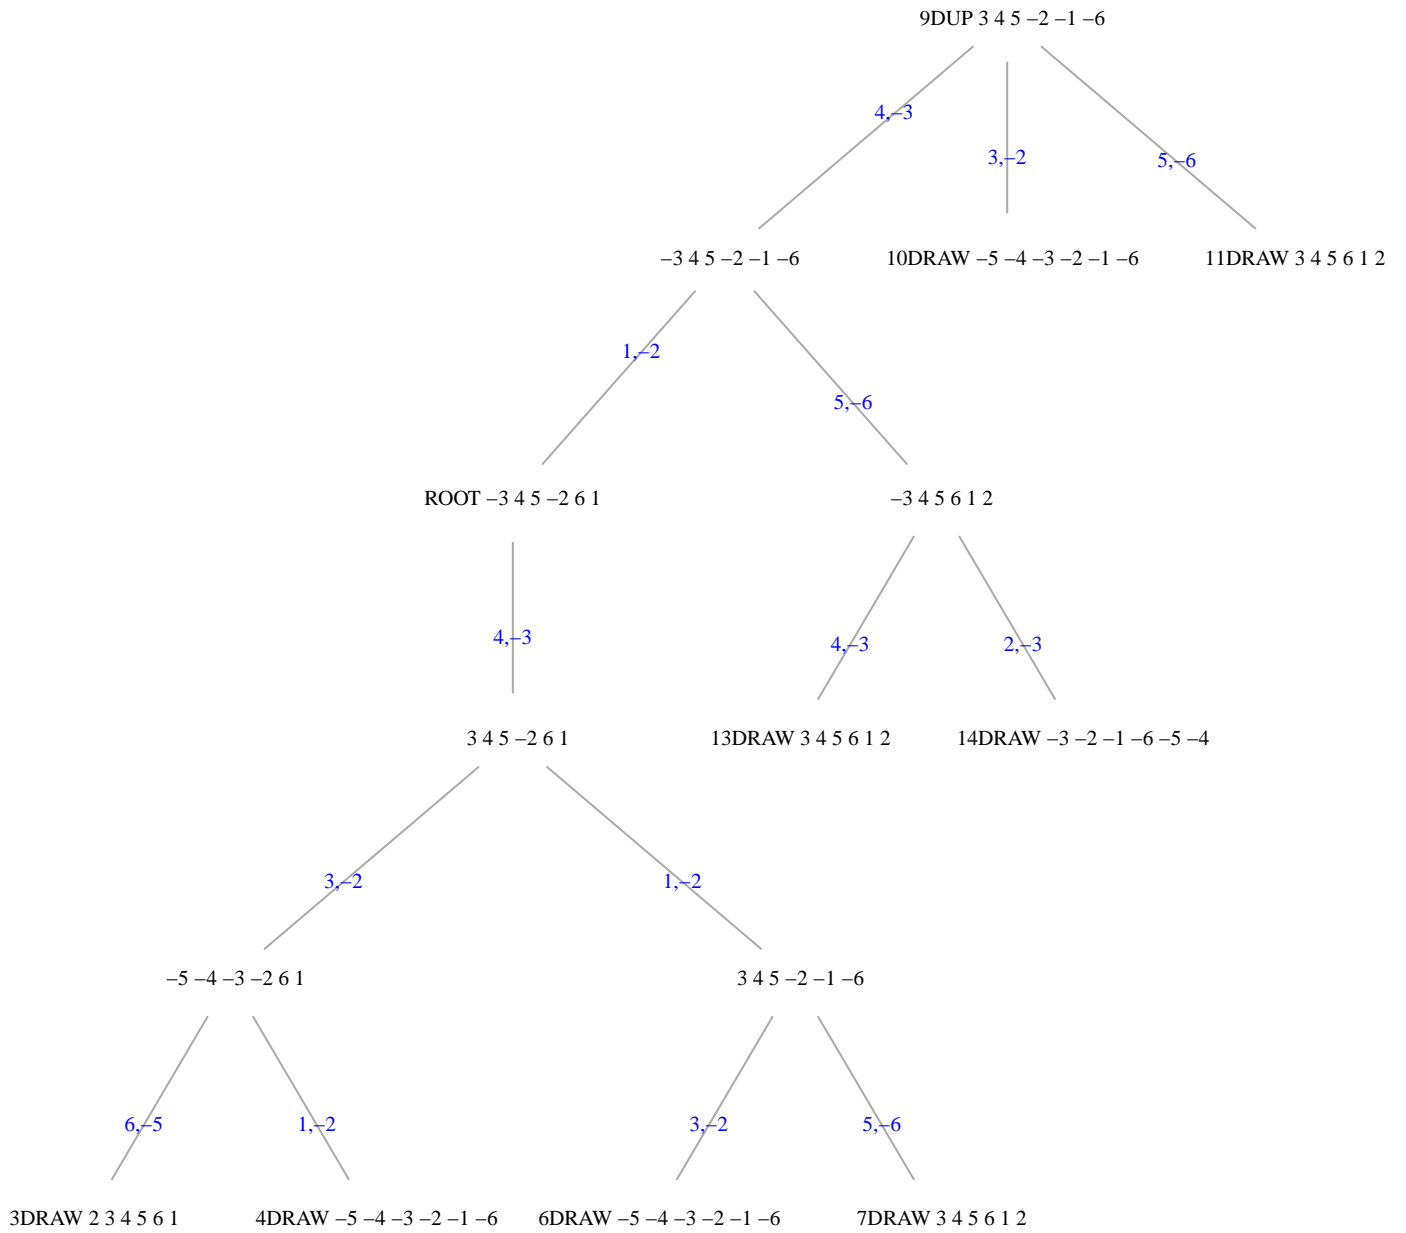 9DUP 3 4 5 −2 −1 −6
4,−3
3,−2
5,−6
−3 4 5 −2 −1 −6
10DRAW −5 −4 −3 −2 −1 −6
11DRAW 3 4 5 6 1 2
1,−2
5,−6
ROOT −3 4 5 −2 6 1
−3 4 5 6 1 2
4,−3
4,−3
2,−3
3 4 5 −2 6 1
13DRAW 3 4 5 6 1 2
14DRAW −3 −2 −1 −6 −5 −4
3,−2
1,−2
−5 −4 −3 −2 6 1
3 4 5 −2 −1 −6
6,−5
1,−2
3,−2
5,−6
3DRAW 2 3 4 5 6 1
4DRAW −5 −4 −3 −2 −1 −6
6DRAW −5 −4 −3 −2 −1 −6
7DRAW 3 4 5 6 1 2